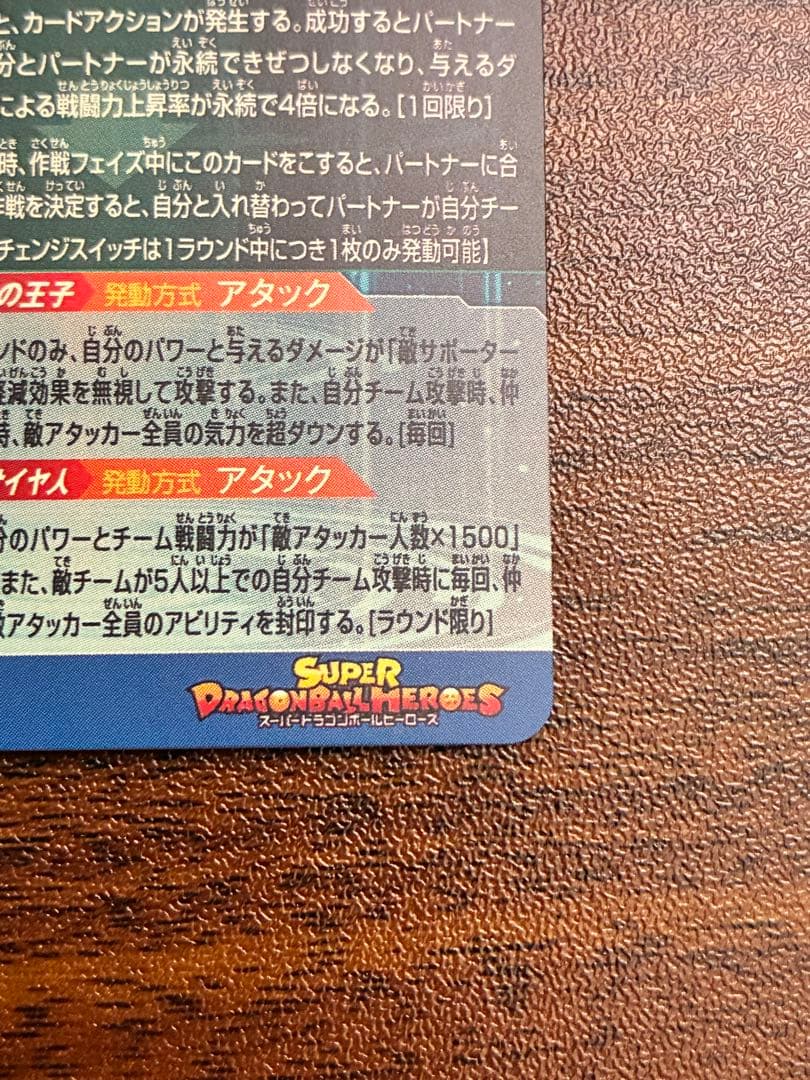 と、カードアクションが発生する。成功するとパートナー
分とパートナーが永続できぜつしなくなり、与えるダ
による戦闘力上昇率が永続で4倍になる。[1回限り]
時、作戦フェイズ中にこのカードをこすると、パートナーに合
作戦を決定すると、自分と入れ替わってパートナーが自分チー
チェンジスイッチは1ラウンド中につき1枚のみ発動可能】
の王子 発動方式 アタック
ンドのみ、自分のパワーと与えるダメージが「敵サポーター
軽減効果を無視して攻撃する。また、自分チーム攻撃時、仲
時、敵アタッカー全員の気力を超ダウンする。[毎回]
サイヤ人 発動方式 アタック
分のパワーとチーム戦闘力が「敵アタッカー人数×1500」
また、敵チームが5人以上での自分チーム攻撃時に毎回、仲
敵アタッカー全員のアビリティを封印する。[ラウンド限り]
SUPER
DRAGONBALL HEROES
スーパードラゴンボールヒーローズ